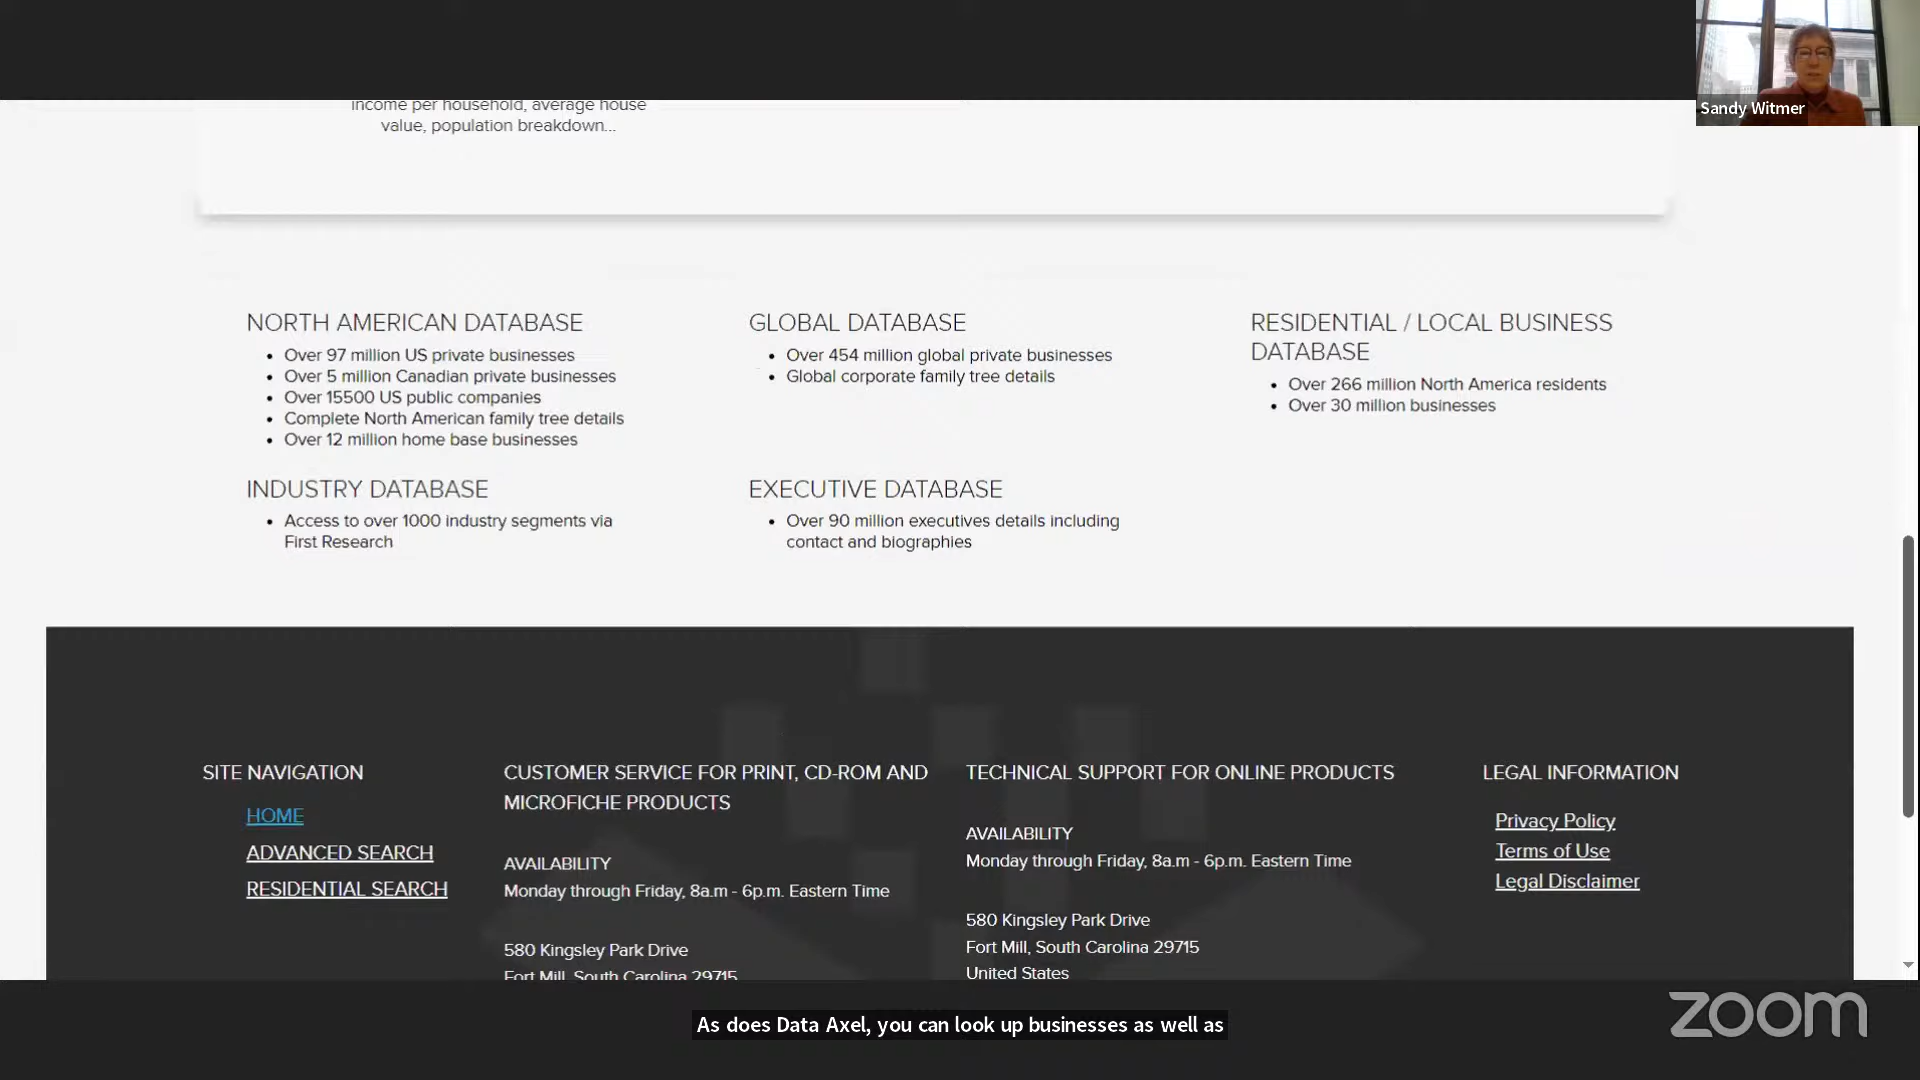 Sandy Witmer
income per household, average house
value, population breakdown...
NORTH AMERICAN DATABASE
Over 97 million US private businesses
Over 5 million Canadian private businesses
Over 15500 US public companies
Complete North American family tree details
Over 12 million home base businesses
GLOBAL DATABASE
Over 454 million global private businesses
Global corporate family tree details
RESIDENTIAL / LOCAL BUSINESS
DATABASE
Over 266 million North America residents
Over 30 million businesses
INDUSTRY DATABASE
Access to over 1000 industry segments via
First Research
EXECUTIVE DATABASE
Over 90 million executives details including
contact and biographies
SITE NAVIGATION
HOME
ADVANCED SEARCH
RESIDENTIAL SEARCH
CUSTOMER SERVICE FOR PRINT, CD-ROM AND
MICROFICHE PRODUCTS
AVAILABILITY
Monday through Friday, 8a.m - 6p.m. Eastern Time
580 Kingsley Park Drive
Fort Mill, South Carolina 29715
TECHNICAL SUPPORT FOR ONLINE PRODUCTS
AVAILABILITY
Monday through Friday, 8a.m - 6p.m. Eastern Time
580 Kingsley Park Drive
Fort Mill, South Carolina 29715
United States
LEGAL INFORMATION
Privacy Policy
Terms of Use
Legal Disclaimer
As does Data Axel, you can look up businesses as well as
zoom